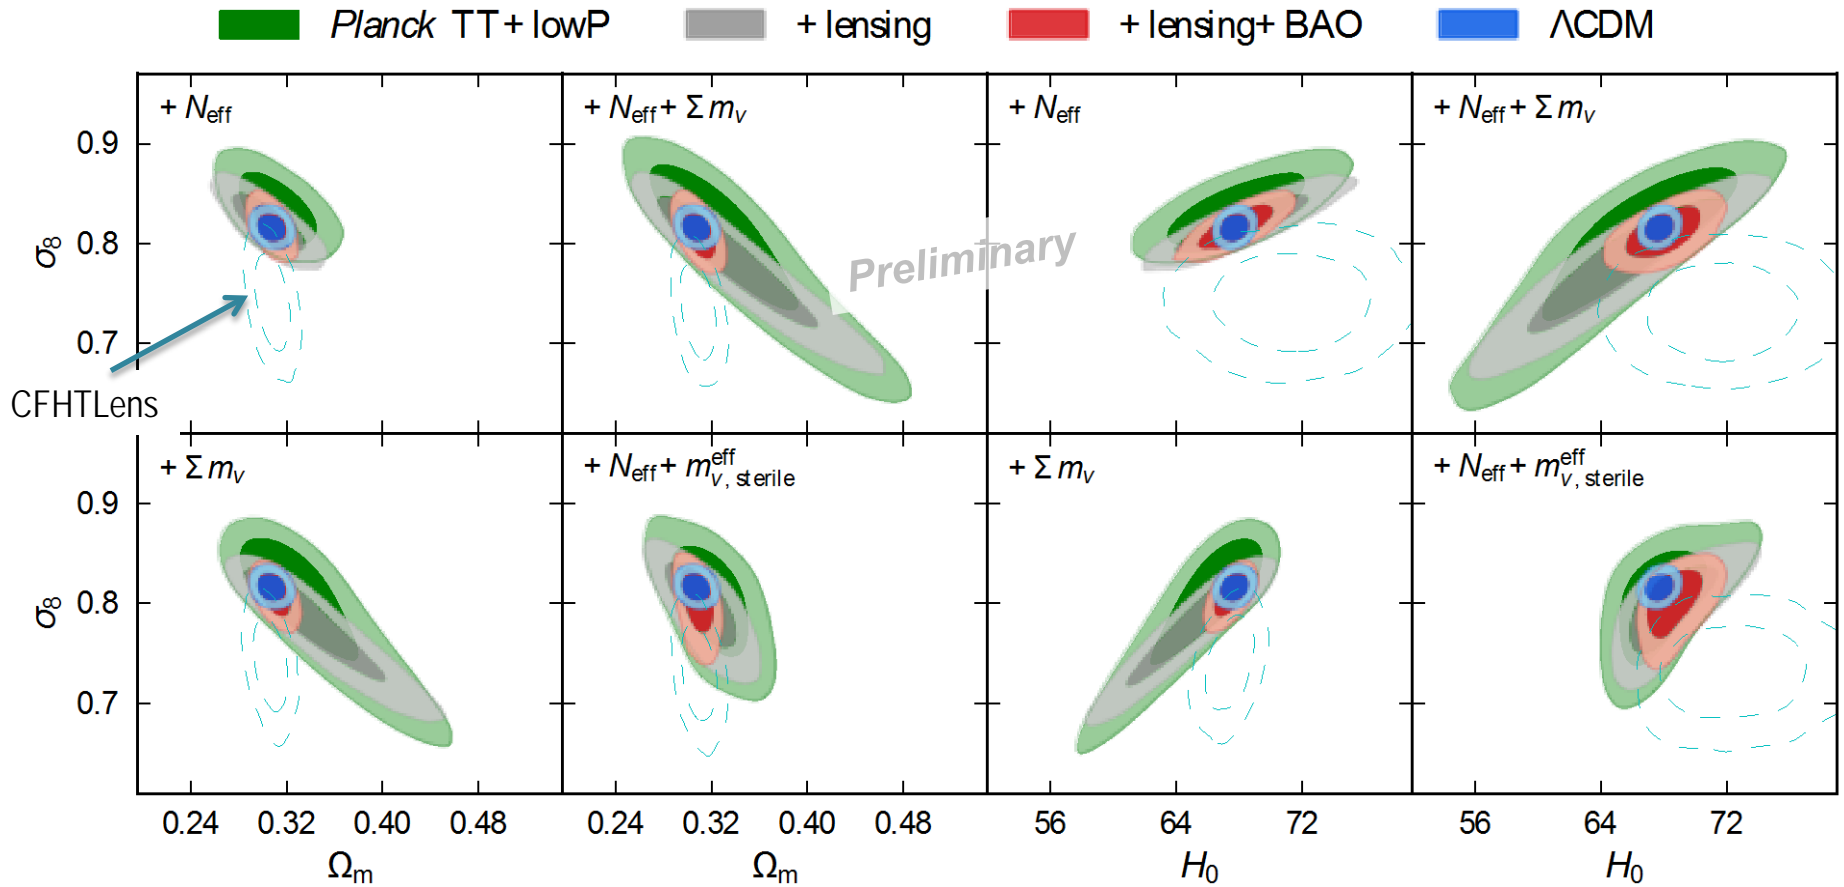 Planck TT + lowP + lensing + lensing+ BAO ΛCDM
+ Neff + Neff + Σ mν + Neff + Neff + Σ mν
0.9
0.8
0.7
σ8
Preliminary
CFHTLens
+ Σ mν + Neff + m^eff_ν, sterile + Σ mν + Neff + m^eff_ν, sterile
0.9
0.8
0.7
σ8
0.24 0.32 0.40 0.48 0.24 0.32 0.40 0.48 56 64 72 56 64 72
Ωm Ωm H0 H0